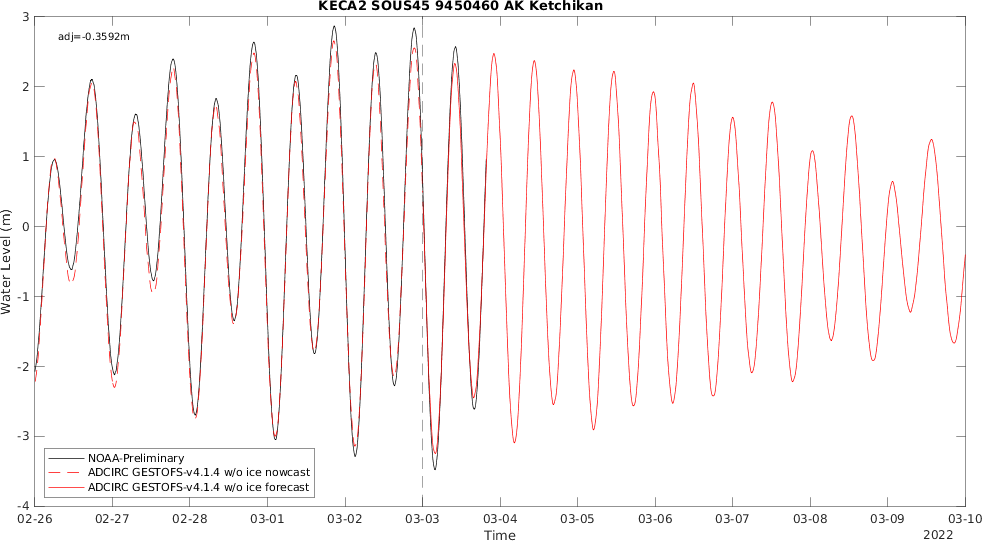 KECA2 SOUS45 9450460 AK Ketchikan
adj=-0.3592m
3
2
1
0
-1
-2
-3
-4
Water Level (m)
NOAA-Preliminary
ADCIRC GESTOFS-v4.1.4 w/o ice nowcast
ADCIRC GESTOFS-v4.1.4 w/o ice forecast
02-26 02-27 02-28 03-01 03-02 03-03 03-04 03-05 03-06 03-07 03-08 03-09 03-10
Time
2022